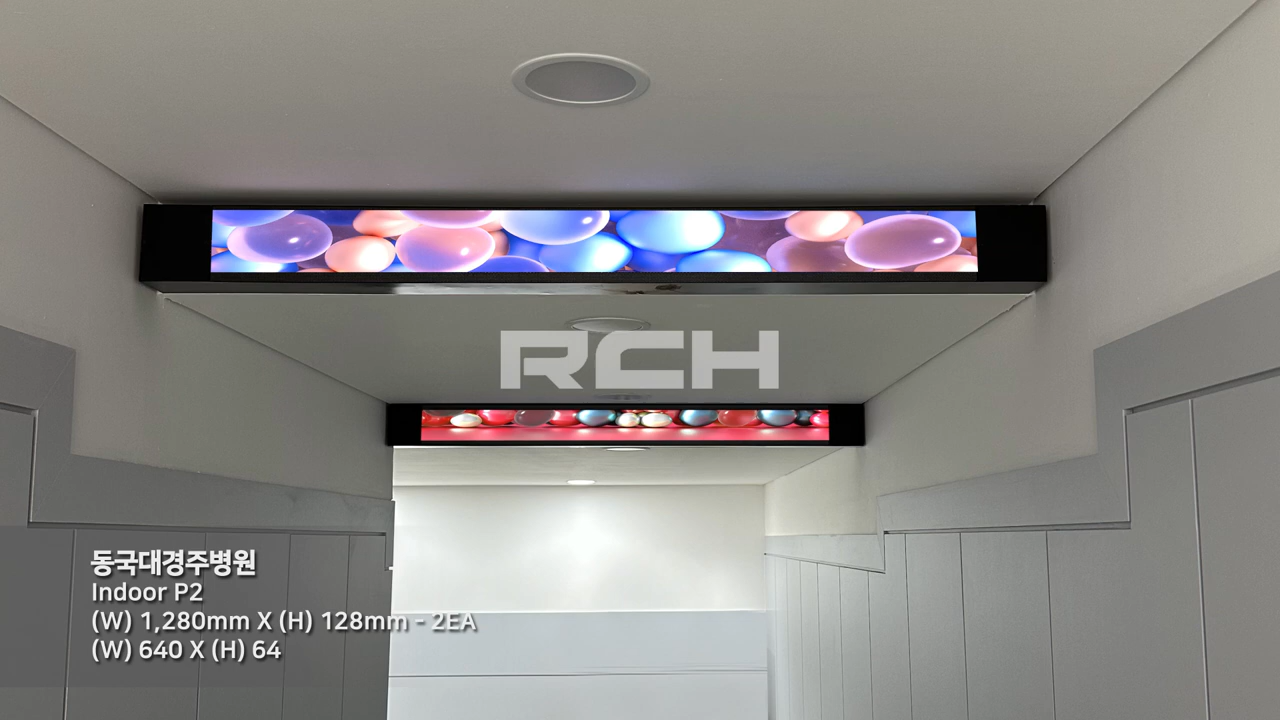 RCH
동국대경주병원
Indoor P2
(W) 1,280mm X (H) 128mm - 2EA
(W) 640 X (H) 64